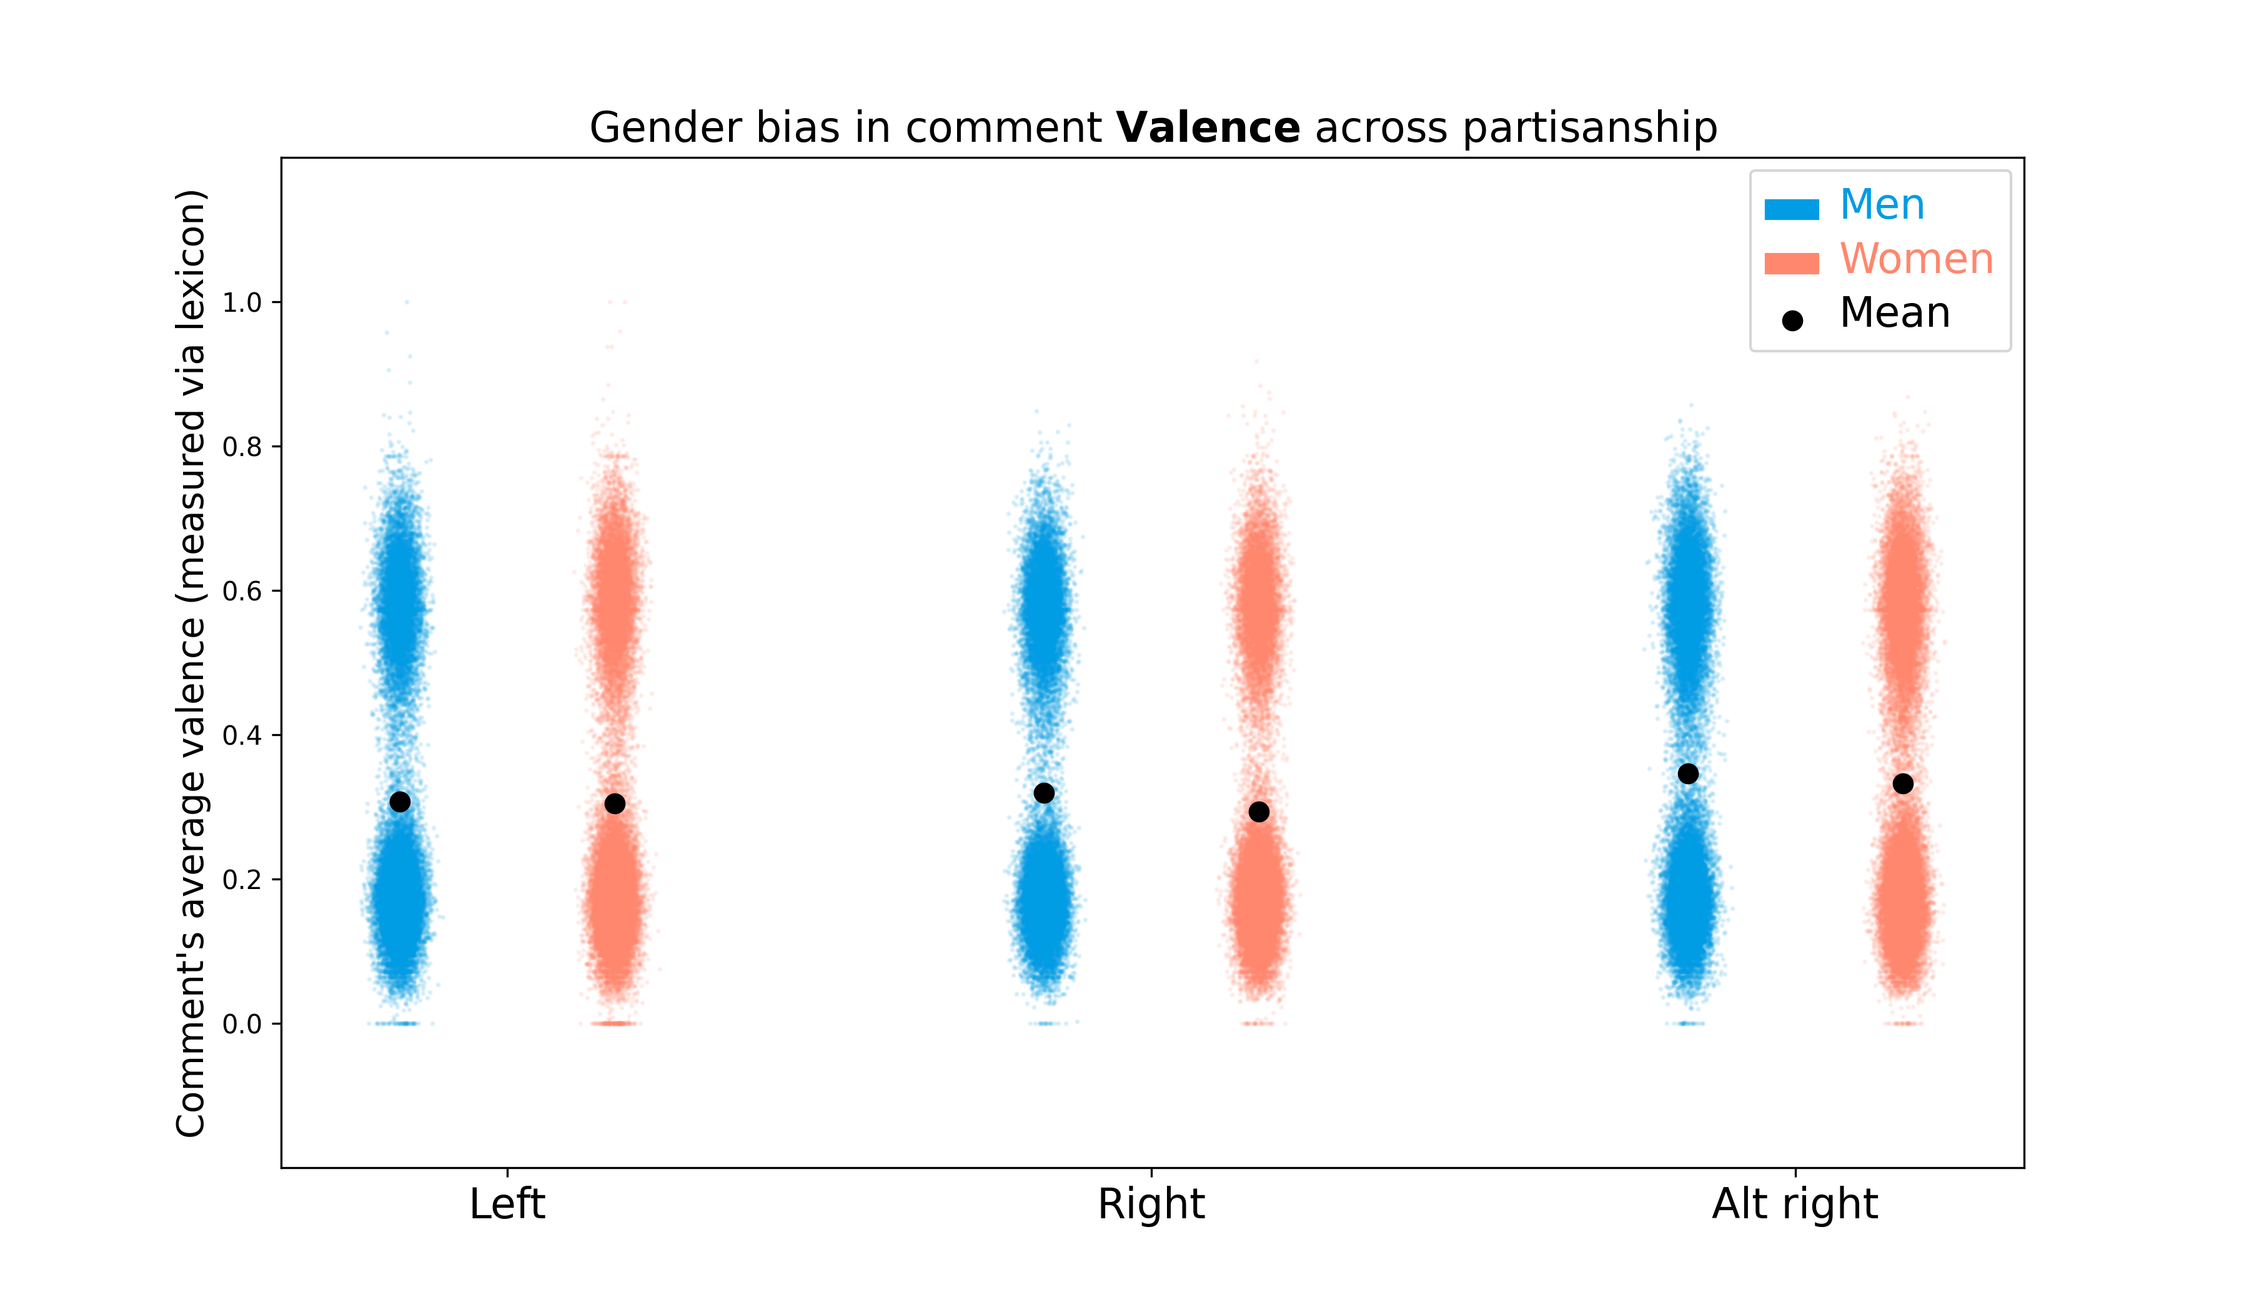 Gender bias in comment Valence across partisanship
Men
Women
Mean
Comment's average valence (measured via lexicon)
1.0
0.8
0.6
0.4
0.2
0.0
Left
Right
Alt right